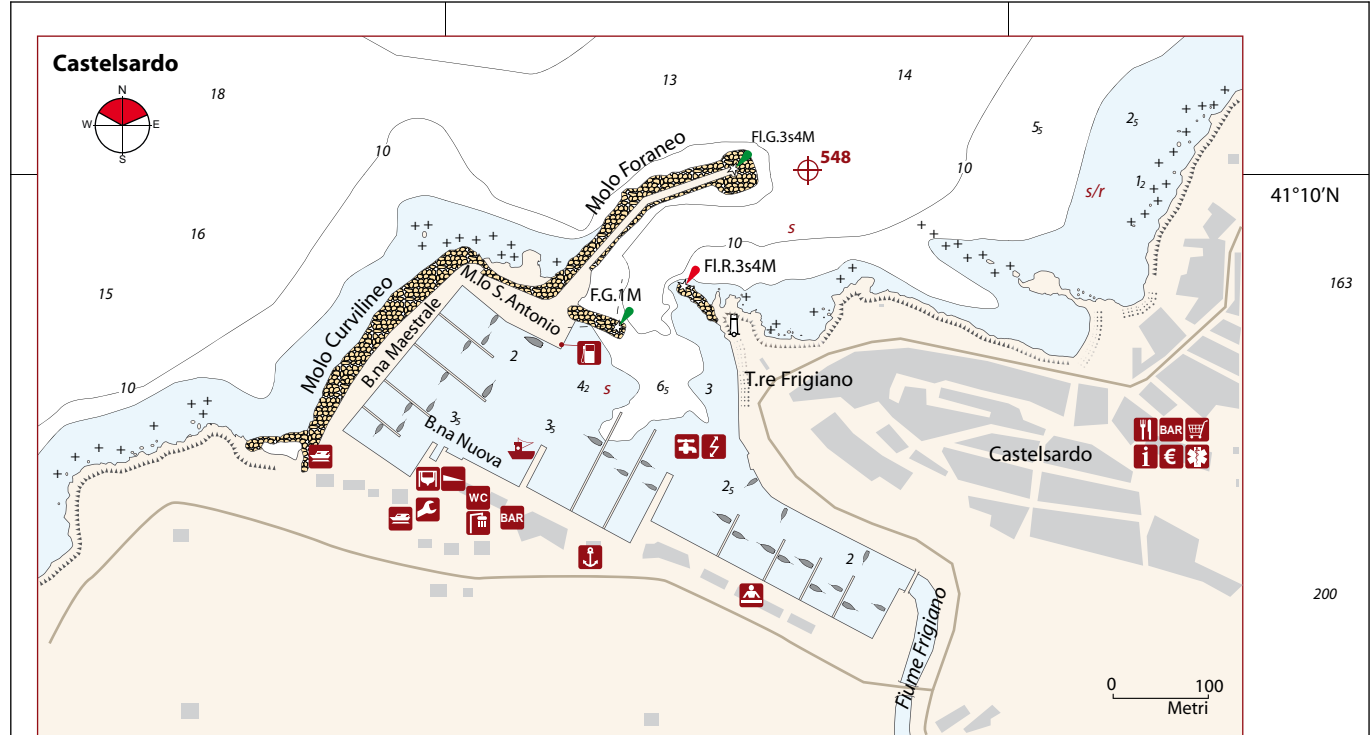 Castelsardo
N
W E
S
18
13
14
10
5₅
2₅
Fl.G.3s4M
548
10
1₂
s/r
41°10'N
Molo Foraneo
16
s
10
Fl.R.3s4M
163
15
M.lo S. Antonio
F.G.1M
Molo Curvilineo
B.na Maestrale
2
10
4₂
s
6₅
3
T.re Frigiano
3₅
3₅
B.na Nuova
Castelsardo
BAR
i €
2₅
WC
BAR
2
200
Fiume Frigiano
0 100
Metri